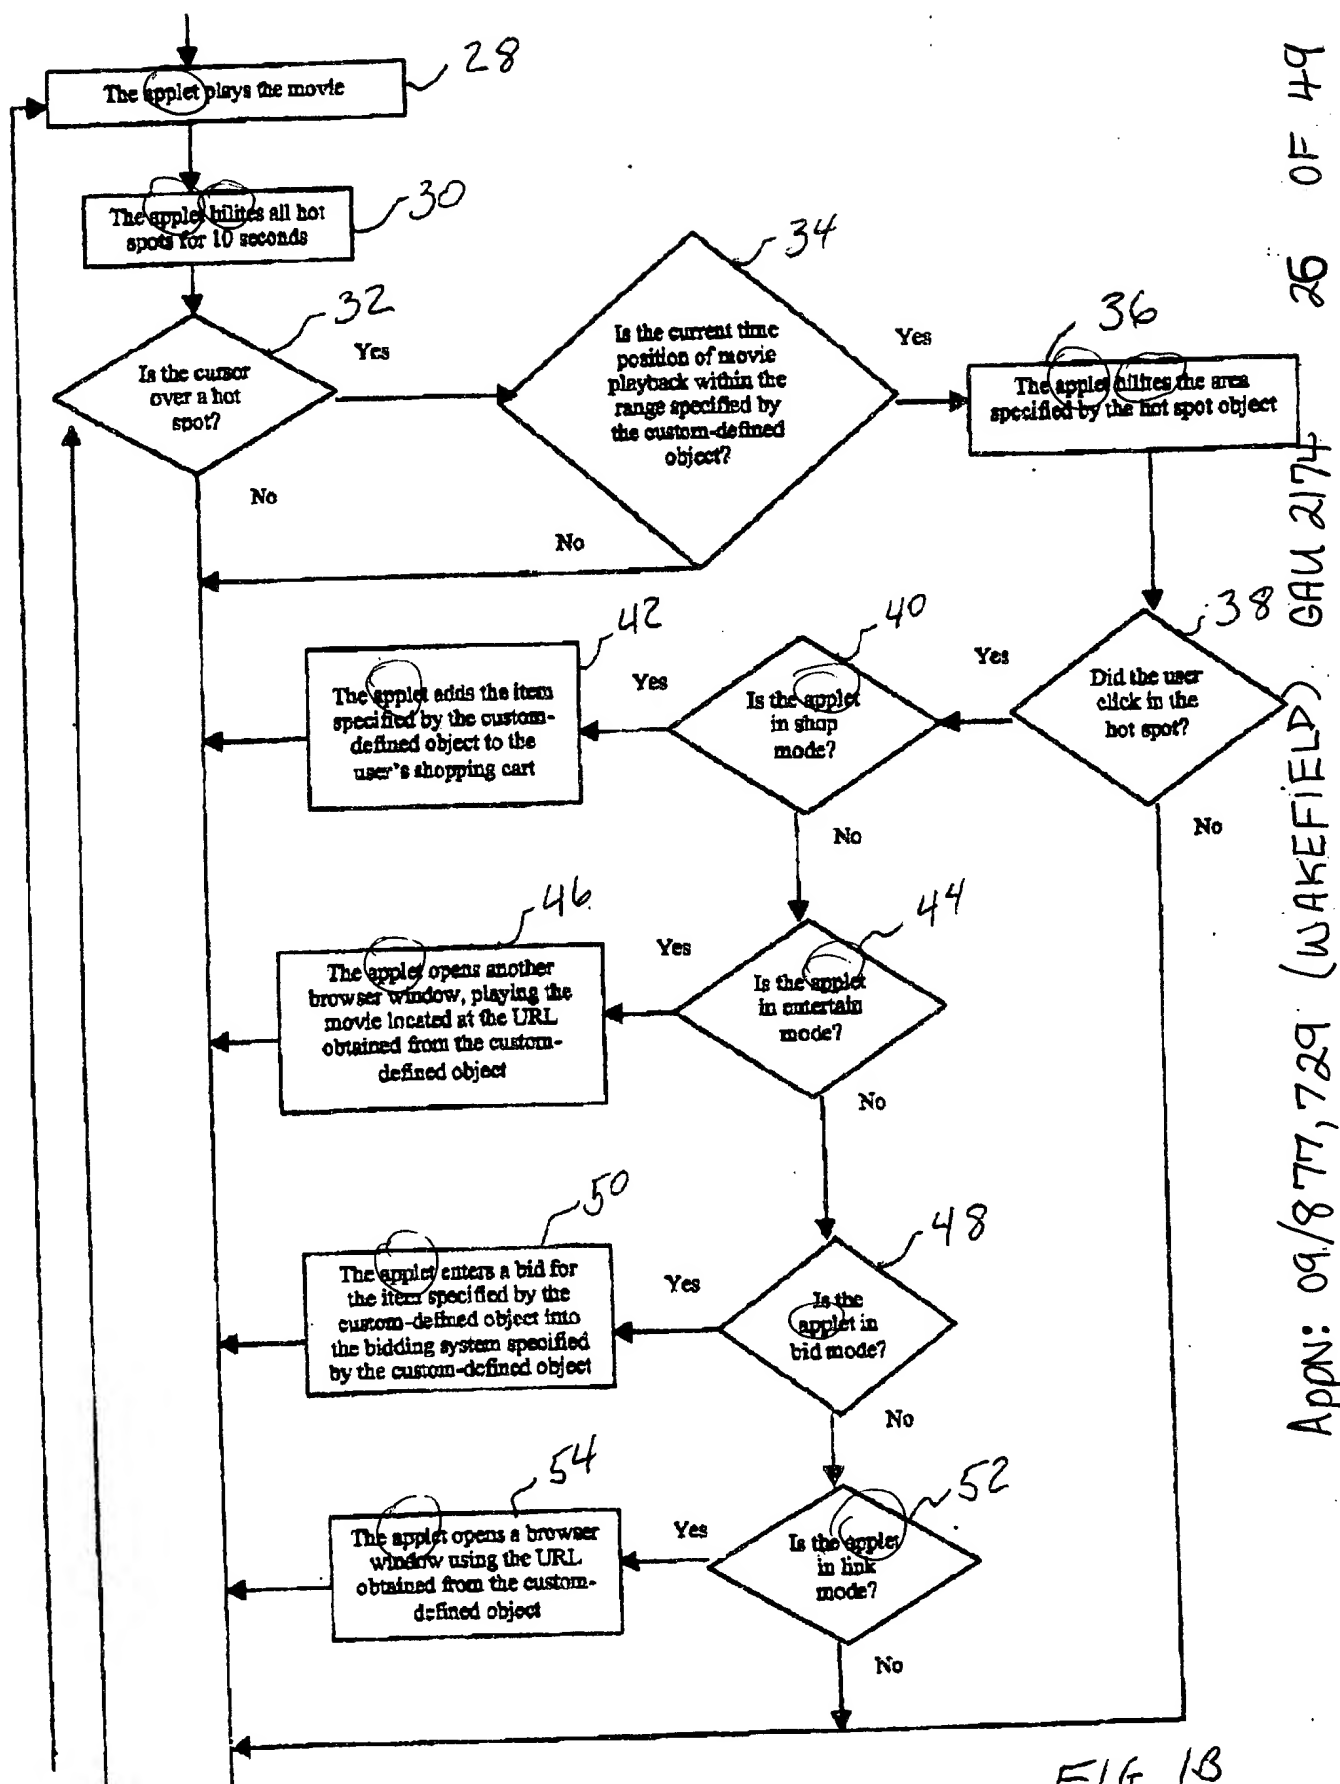 28
The applet plays the movie
30
The applet hilites all hot
spots for 10 seconds
32
Is the cursor
over a hot
spot?
Yes
No
34
Is the current time
position of movie
playback within the
range specified by
the custom-defined
object?
Yes
No
36
The applet hilites the area
specified by the hot spot object
38
Did the user
click in the
hot spot?
Yes
No
40
Is the applet
in shop
mode?
Yes
No
42
The applet adds the item
specified by the custom-
defined object to the
user's shopping cart
44
Is the applet
in entertain
mode?
Yes
No
46
The applet opens another
browser window, playing the
movie located at the URL
obtained from the custom-
defined object
48
Is the
applet in
bid mode?
Yes
No
50
The applet enters a bid for
the item specified by the
custom-defined object into
the bidding system specified
by the custom-defined object
52
Is the applet
in link
mode?
Yes
No
54
The applet opens a browser
window using the URL
obtained from the custom-
defined object
FIG 1B
APPN: 09/877,729 (WAKEFIELD) GAU 2174 26 OF 49